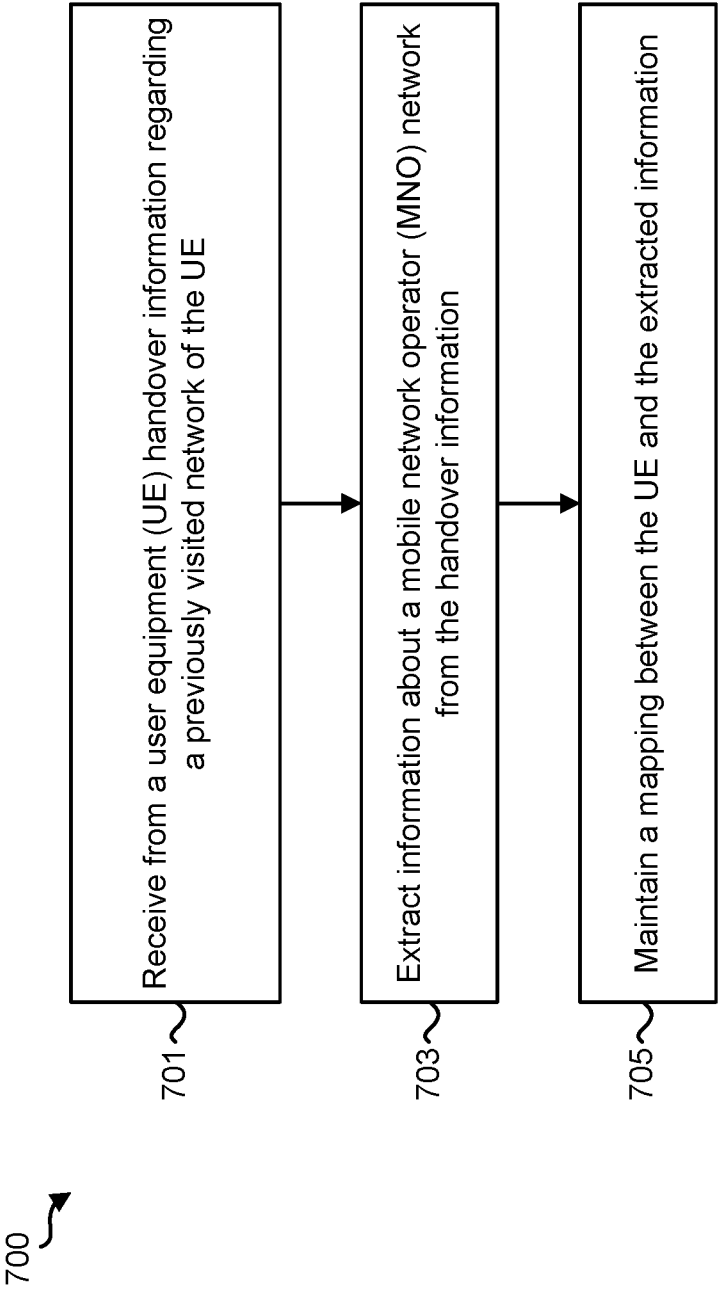 700
701
Receive from a user equipment (UE) handover information regarding
a previously visited network of the UE
703
Extract information about a mobile network operator (MNO) network
from the handover information
705
Maintain a mapping between the UE and the extracted information